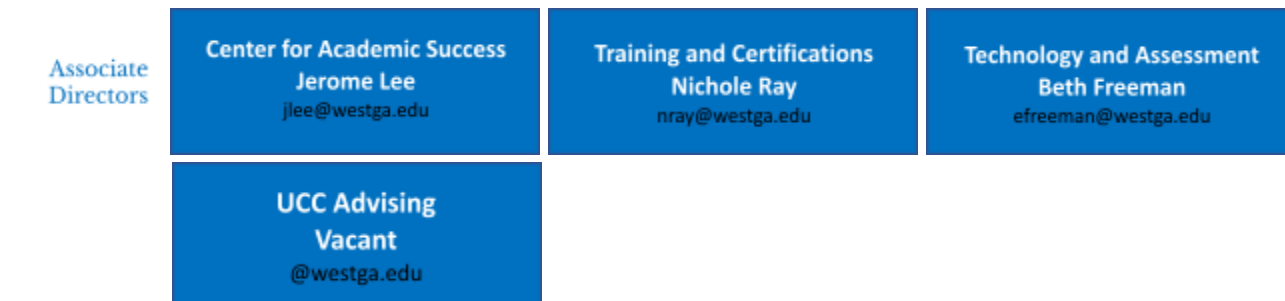 Associate
Directors
Center for Academic Success
Jerome Lee
jlee@westga.edu
Training and Certifications
Nichole Ray
nray@westga.edu
Technology and Assessment
Beth Freeman
efreeman@westga.edu
UCC Advising
Vacant
@westga.edu